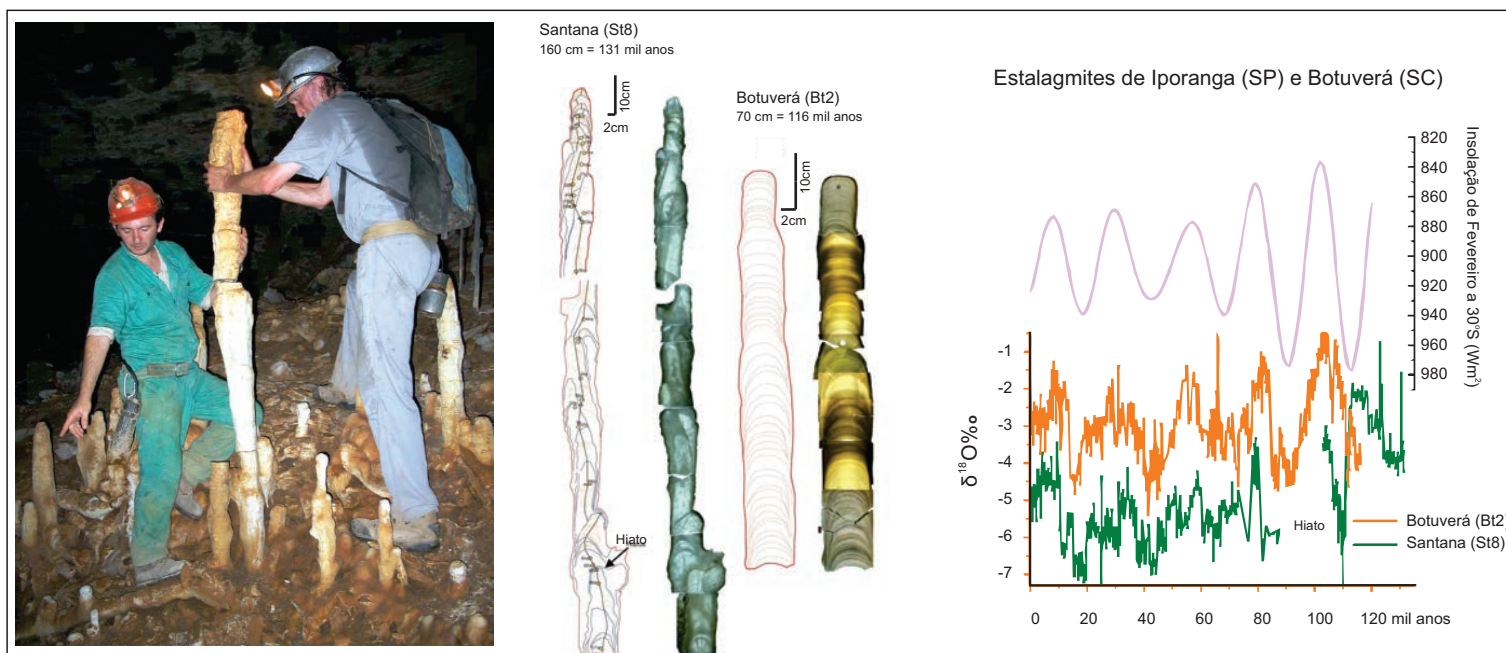 Santana (St8)
160 cm = 131 mil anos
10cm
2cm
Hiato
Botuverá (Bt2)
70 cm = 116 mil anos
10cm
2cm
Estalagmites de Iporanga (SP) e Botuverá (SC)
820
840
860
880
900
920
940
960
980
Insolação de Fevereiro a 30°S (Wm²)
-1
-2
-3
-4
-5
-6
-7
δ¹⁸O‰
Hiato
Botuverá (Bt2)
Santana (St8)
0 20 40 60 80 100 120 mil anos